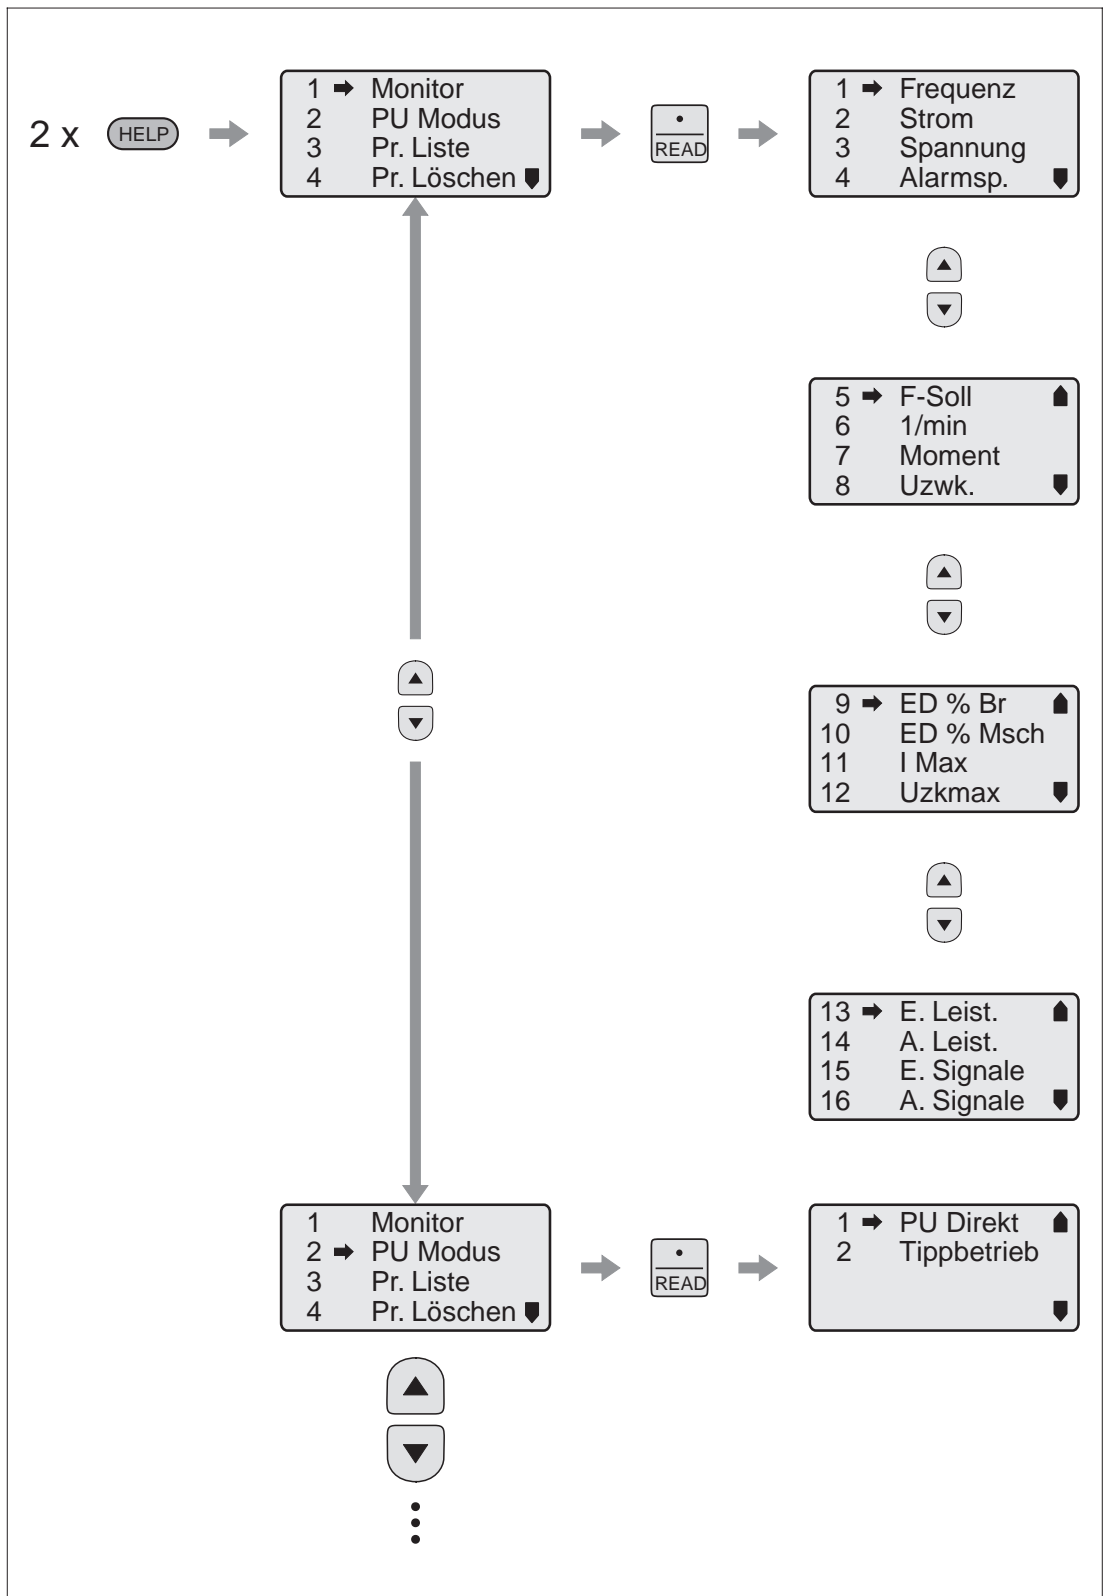 2 x HELP
1 Monitor
2 PU Modus
3 Pr. Liste
4 Pr. Löschen
READ
1 Frequenz
2 Strom
3 Spannung
4 Alarmsp.
5 F-Soll
6 1/min
7 Moment
8 Uzwk.
9 ED % Br
10 ED % Msch
11 I Max
12 Uzkmax
13 E. Leist.
14 A. Leist.
15 E. Signale
16 A. Signale
1 Monitor
2 PU Modus
3 Pr. Liste
4 Pr. Löschen
READ
1 PU Direkt
2 Tippbetrieb